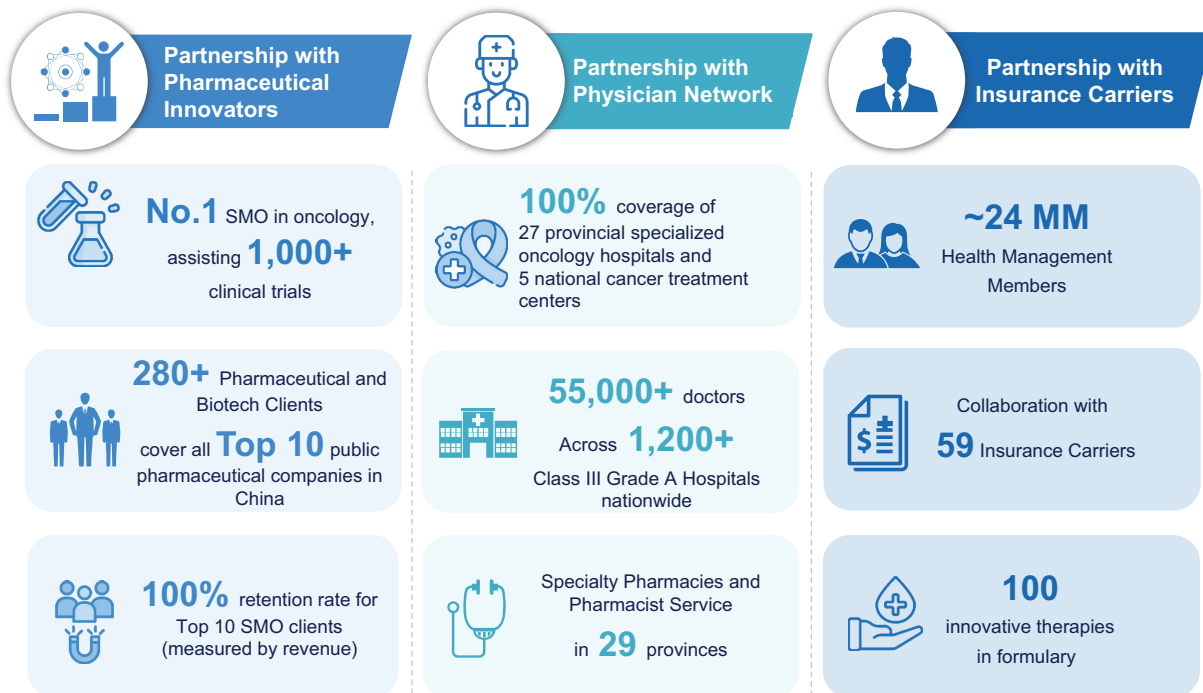 Partnership with
Pharmaceutical
Innovators
No.1 SMO in oncology,
assisting 1,000+
clinical trials
280+ Pharmaceutical and
Biotech Clients
cover all Top 10 public
pharmaceutical companies in
China
100% retention rate for
Top 10 SMO clients
(measured by revenue)
Partnership with
Physician Network
100% coverage of
27 provincial specialized
oncology hospitals and
5 national cancer treatment
centers
55,000+ doctors
Across 1,200+
Class III Grade A Hospitals
nationwide
Specialty Pharmacies and
Pharmacist Service
in 29 provinces
Partnership with
Insurance Carriers
~24 MM
Health Management
Members
$
Collaboration with
59 Insurance Carriers
100
innovative therapies
in formulary